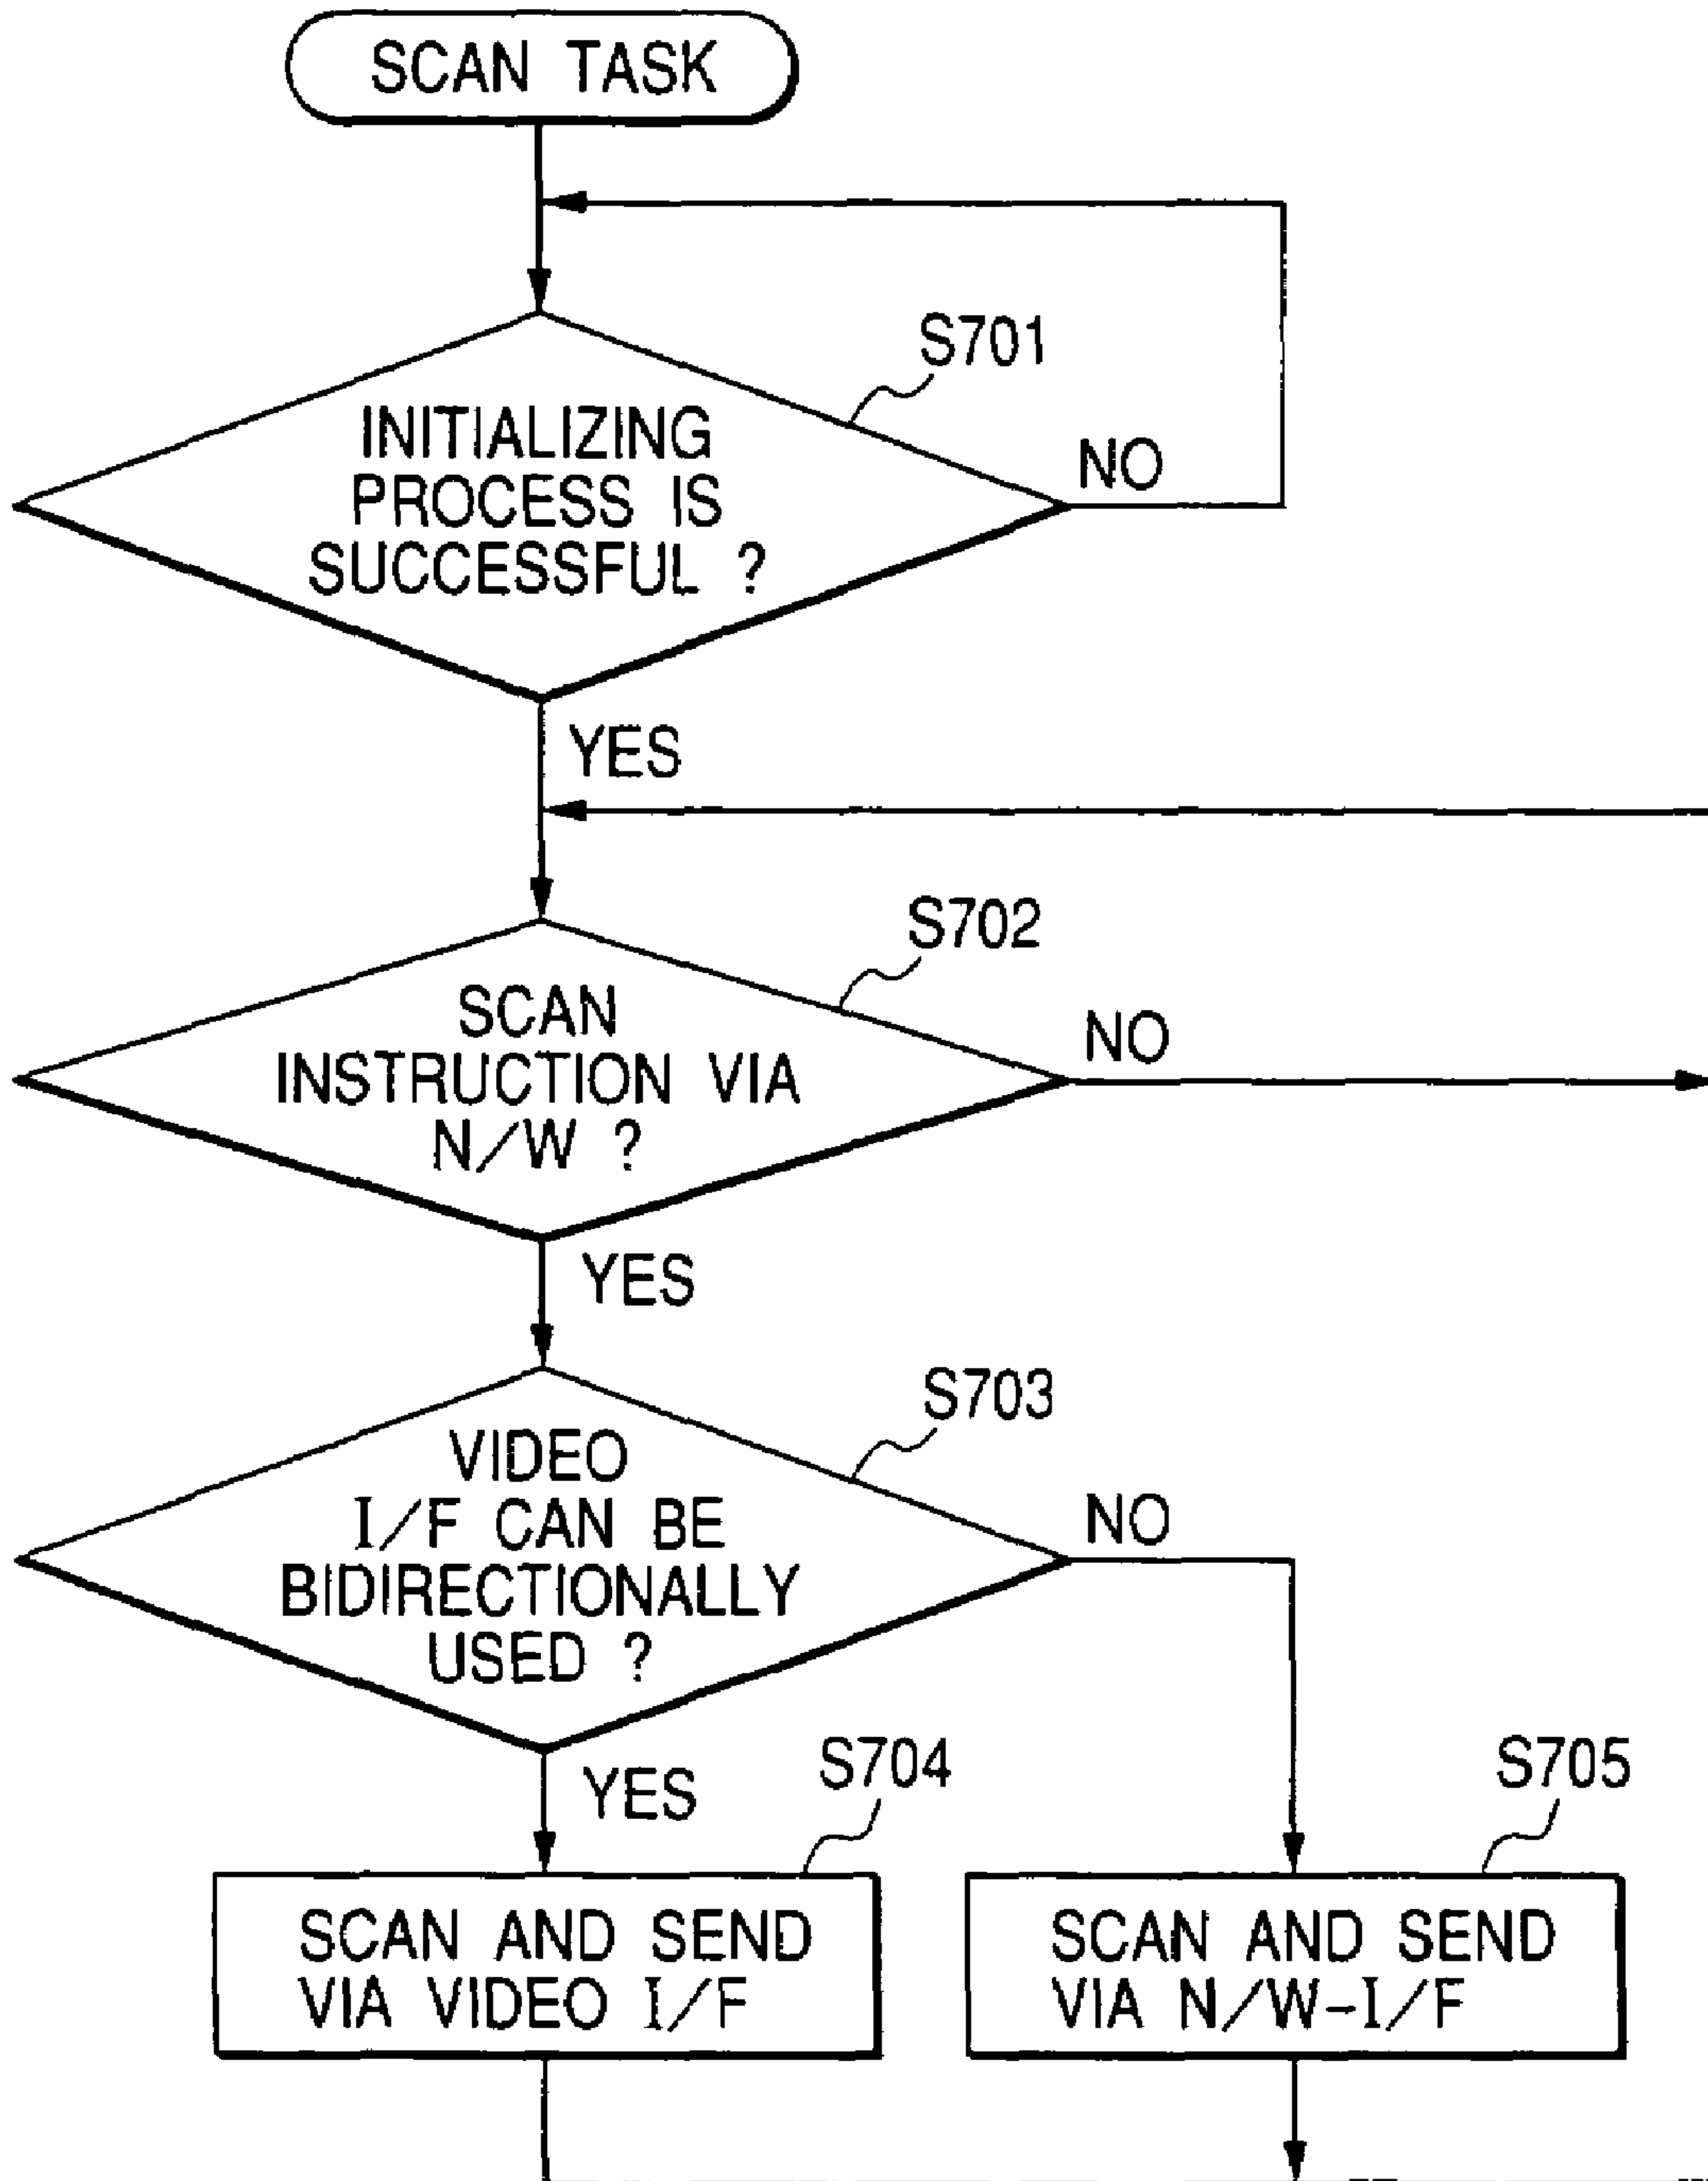 SCAN TASK
S701
INITIALIZING
PROCESS IS
SUCCESSFUL ?
NO
YES
S702
SCAN
INSTRUCTION VIA
N/W ?
NO
YES
S703
VIDEO
I/F CAN BE
BIDIRECTIONALLY
USED ?
NO
YES
S704
SCAN AND SEND
VIA VIDEO I/F
S705
SCAN AND SEND
VIA N/W-I/F